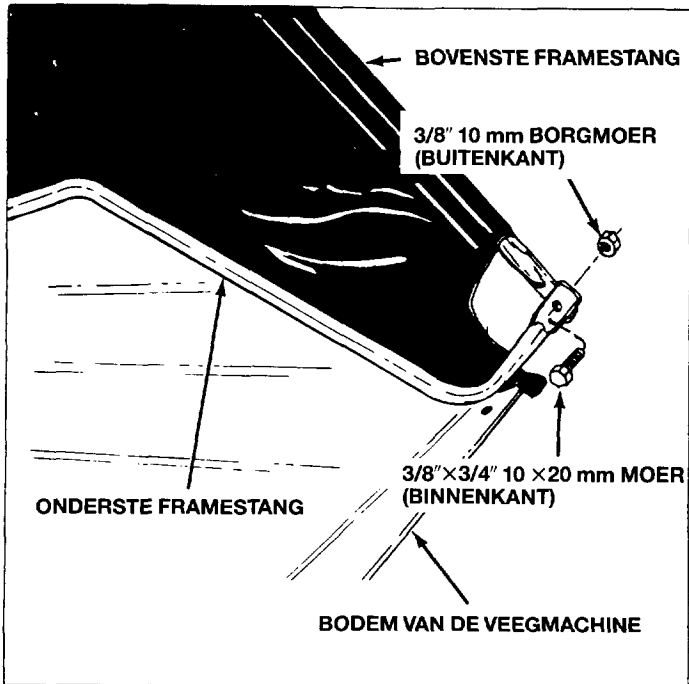 BOVENSTE FRAMESTANG
3/8" 10 mm BORGMOER
(BUITENKANT)
3/8"×3/4" 10 ×20 mm MOER
(BINNENKANT)
ONDERSTE FRAMESTANG
BODEM VAN DE VEEGMACHINE